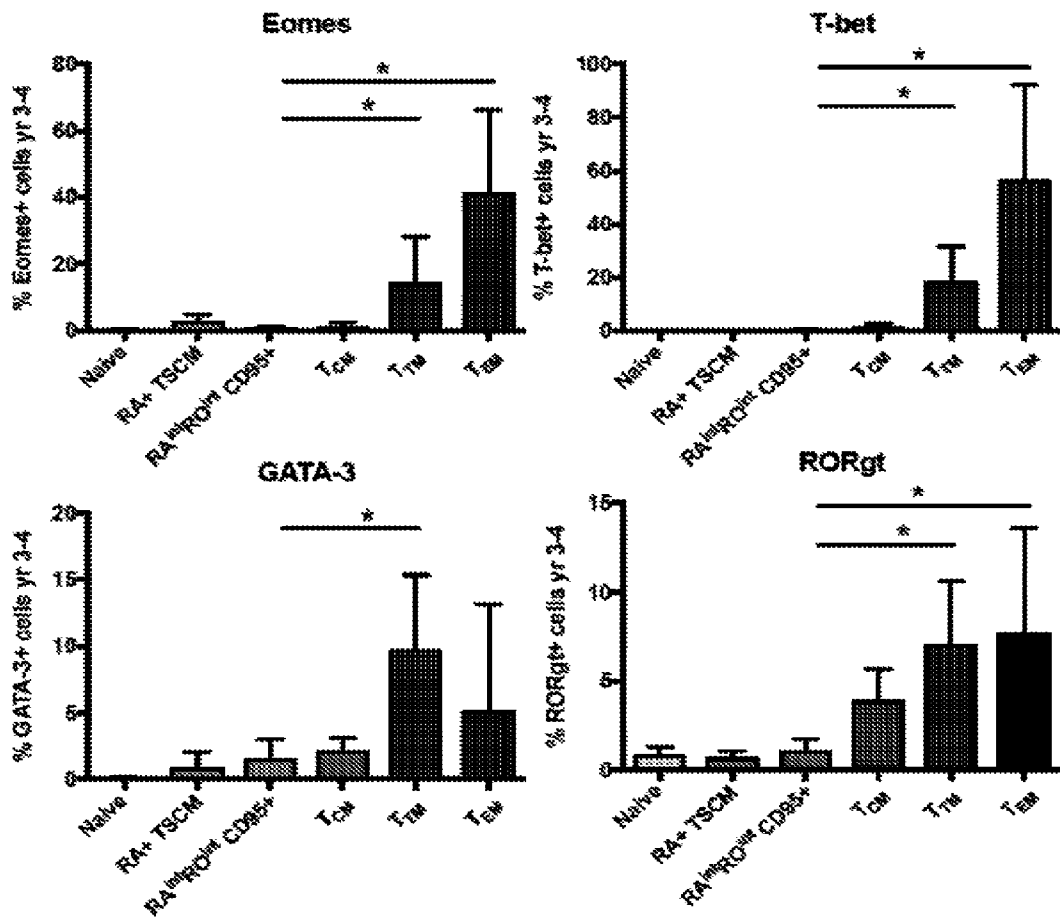 Eomes
% Eomes+ cells yr 3-4
80
60
40
20
0
*
*
Naive
RA+ TSCM
RAintROint CD95+
TCM
TTM
TEM
T-bet
% T-bet+ cells yr 3-4
100
80
60
40
20
0
*
*
Naive
RA+ TSCM
RAintROint CD95+
TCM
TTM
TEM
GATA-3
% GATA-3+ cells yr 3-4
20
15
10
5
0
*
Naive
RA+ TSCM
RAintROint CD95+
TCM
TTM
TEM
RORgt
% RORgt+ cells yr 3-4
15
10
5
0
*
*
Naive
RA+ TSCM
RAintROint CD95+
TCM
TTM
TEM